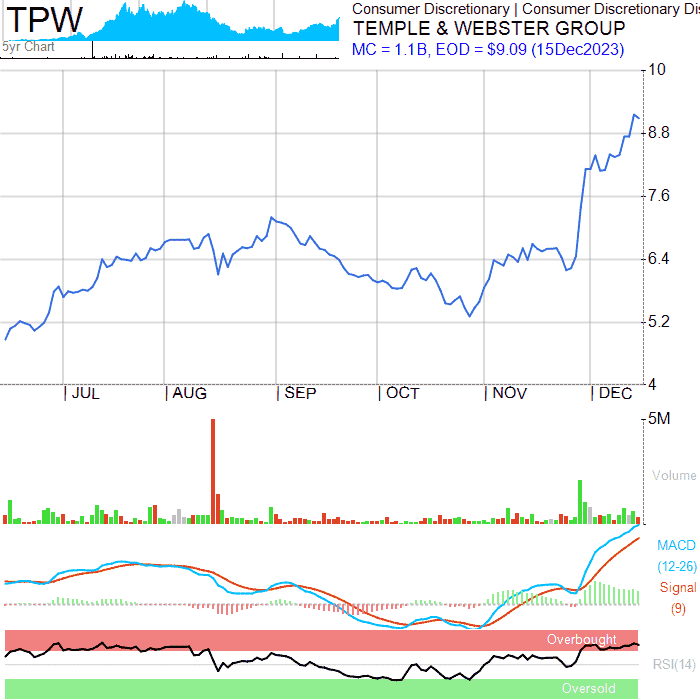 TPW
5yr Chart
Consumer Discretionary | Consumer Discretionary Dis
TEMPLE & WEBSTER GROUP
MC = 1.1B, EOD = $9.09 (15Dec2023)
10
8.8
7.6
6.4
5.2
4
| JUL | AUG | SEP | OCT | NOV | DEC
5M
Volume
MACD
(12-26)
Signal
(9)
Overbought
RSI(14)
Oversold